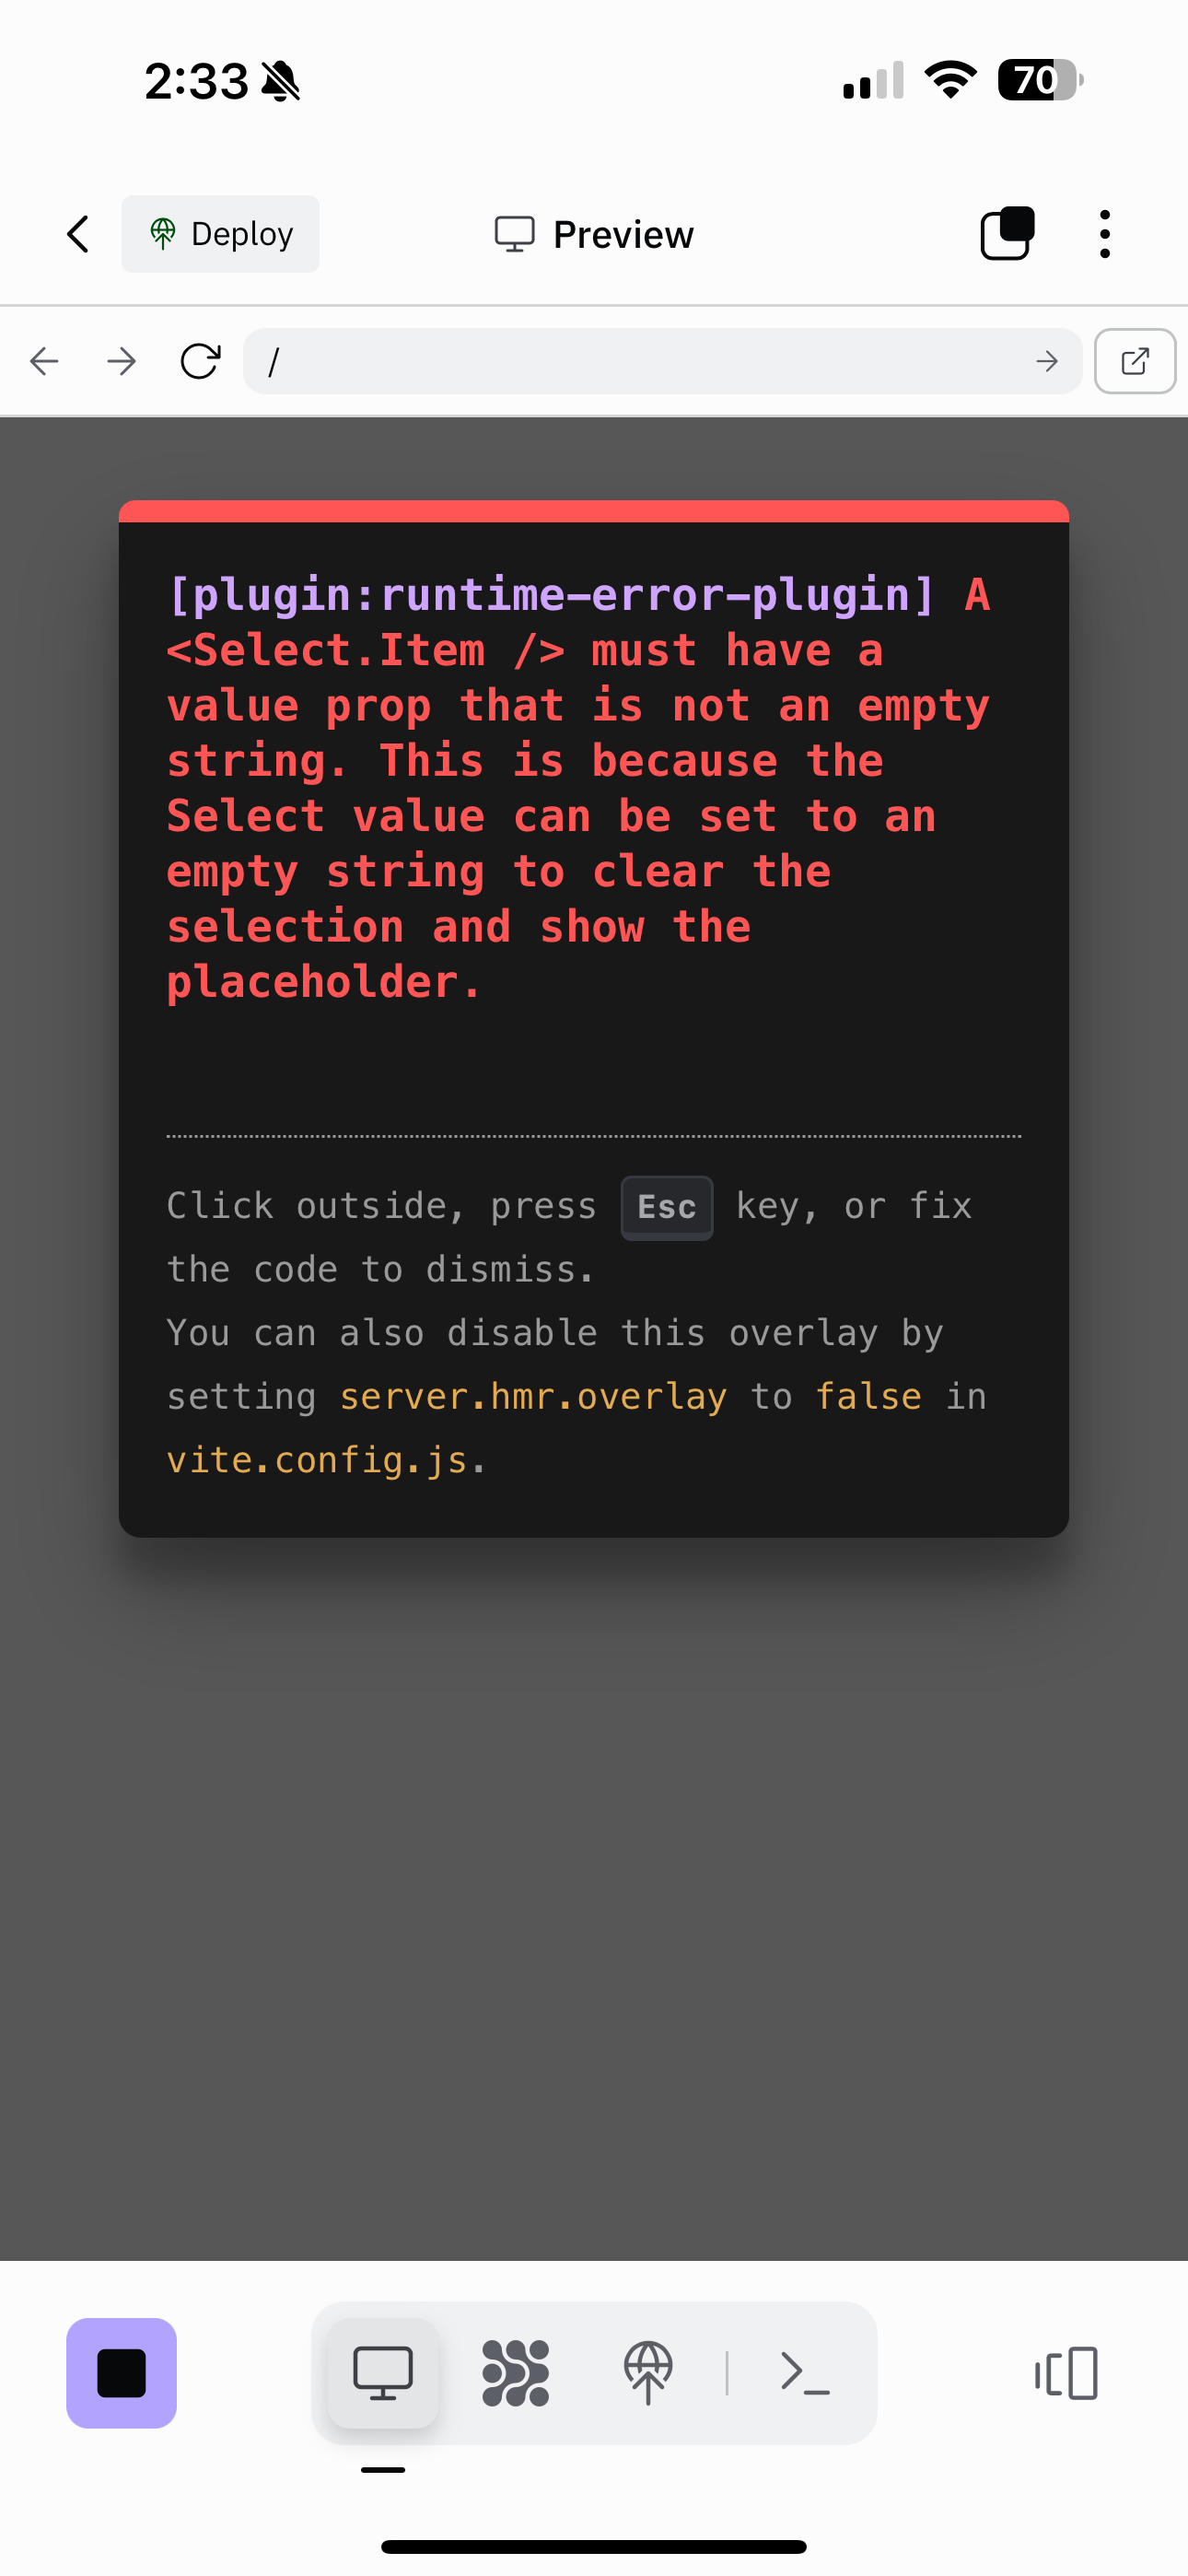 2:33
70
Deploy
Preview
/
[plugin:runtime-error-plugin] A
<Select.Item /> must have a
value prop that is not an empty
string. This is because the
Select value can be set to an
empty string to clear the
selection and show the
placeholder.
Click outside, press Esc key, or fix
the code to dismiss.
You can also disable this overlay by
setting server.hmr.overlay to false in
vite.config.js.